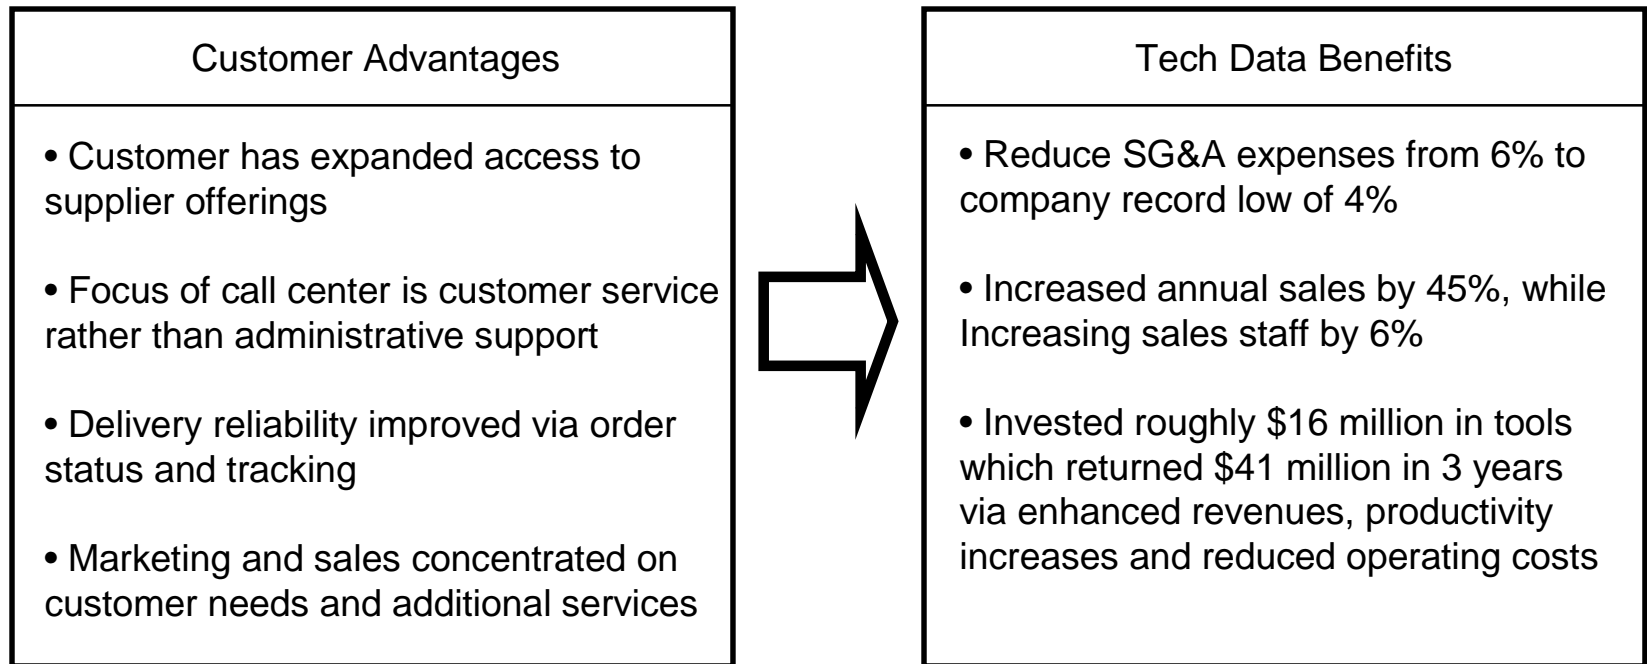 Customer Advantages
• Customer has expanded access to
supplier offerings
• Focus of call center is customer service
rather than administrative support
• Delivery reliability improved via order
status and tracking
• Marketing and sales concentrated on
customer needs and additional services
Tech Data Benefits
• Reduce SG&A expenses from 6% to
company record low of 4%
• Increased annual sales by 45%, while
Increasing sales staff by 6%
• Invested roughly $16 million in tools
which returned $41 million in 3 years
via enhanced revenues, productivity
increases and reduced operating costs